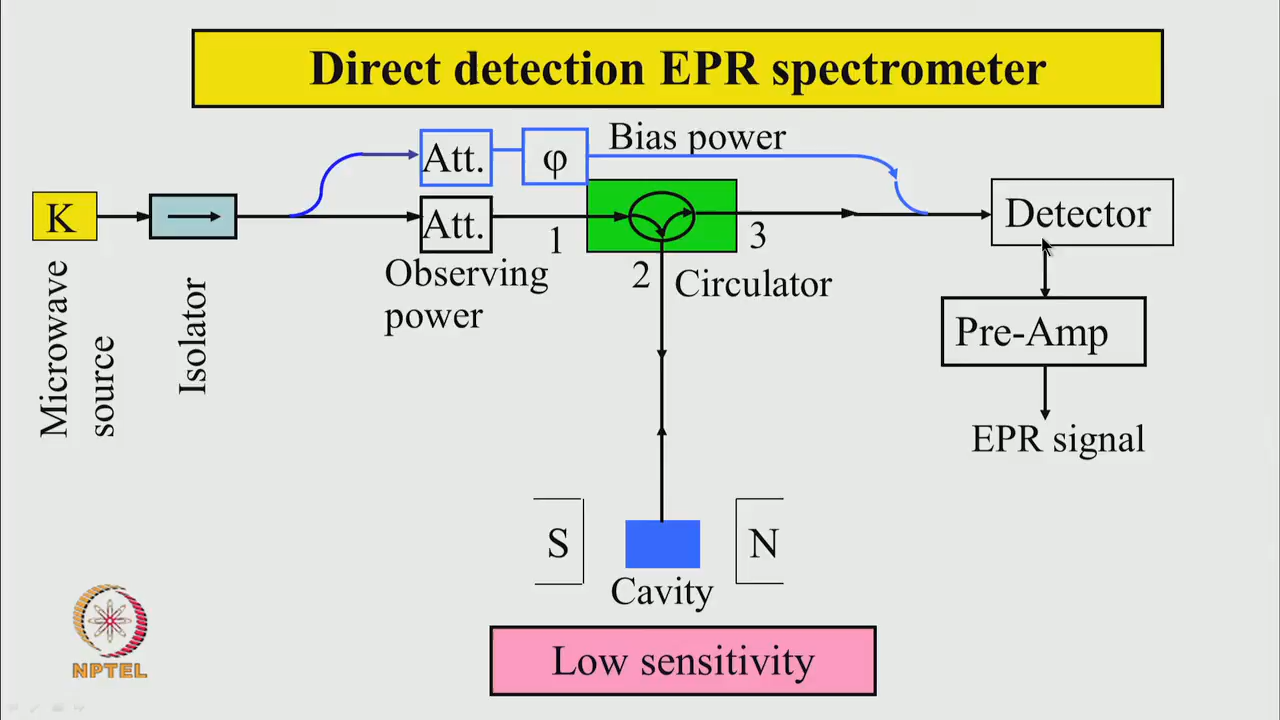 Direct detection EPR spectrometer
Att.
φ
Bias power
K
Att.
1
3
Detector
Observing
power
2
Circulator
Microwave
source
Isolator
Pre-Amp
EPR signal
S
N
Cavity
Low sensitivity
NPTEL